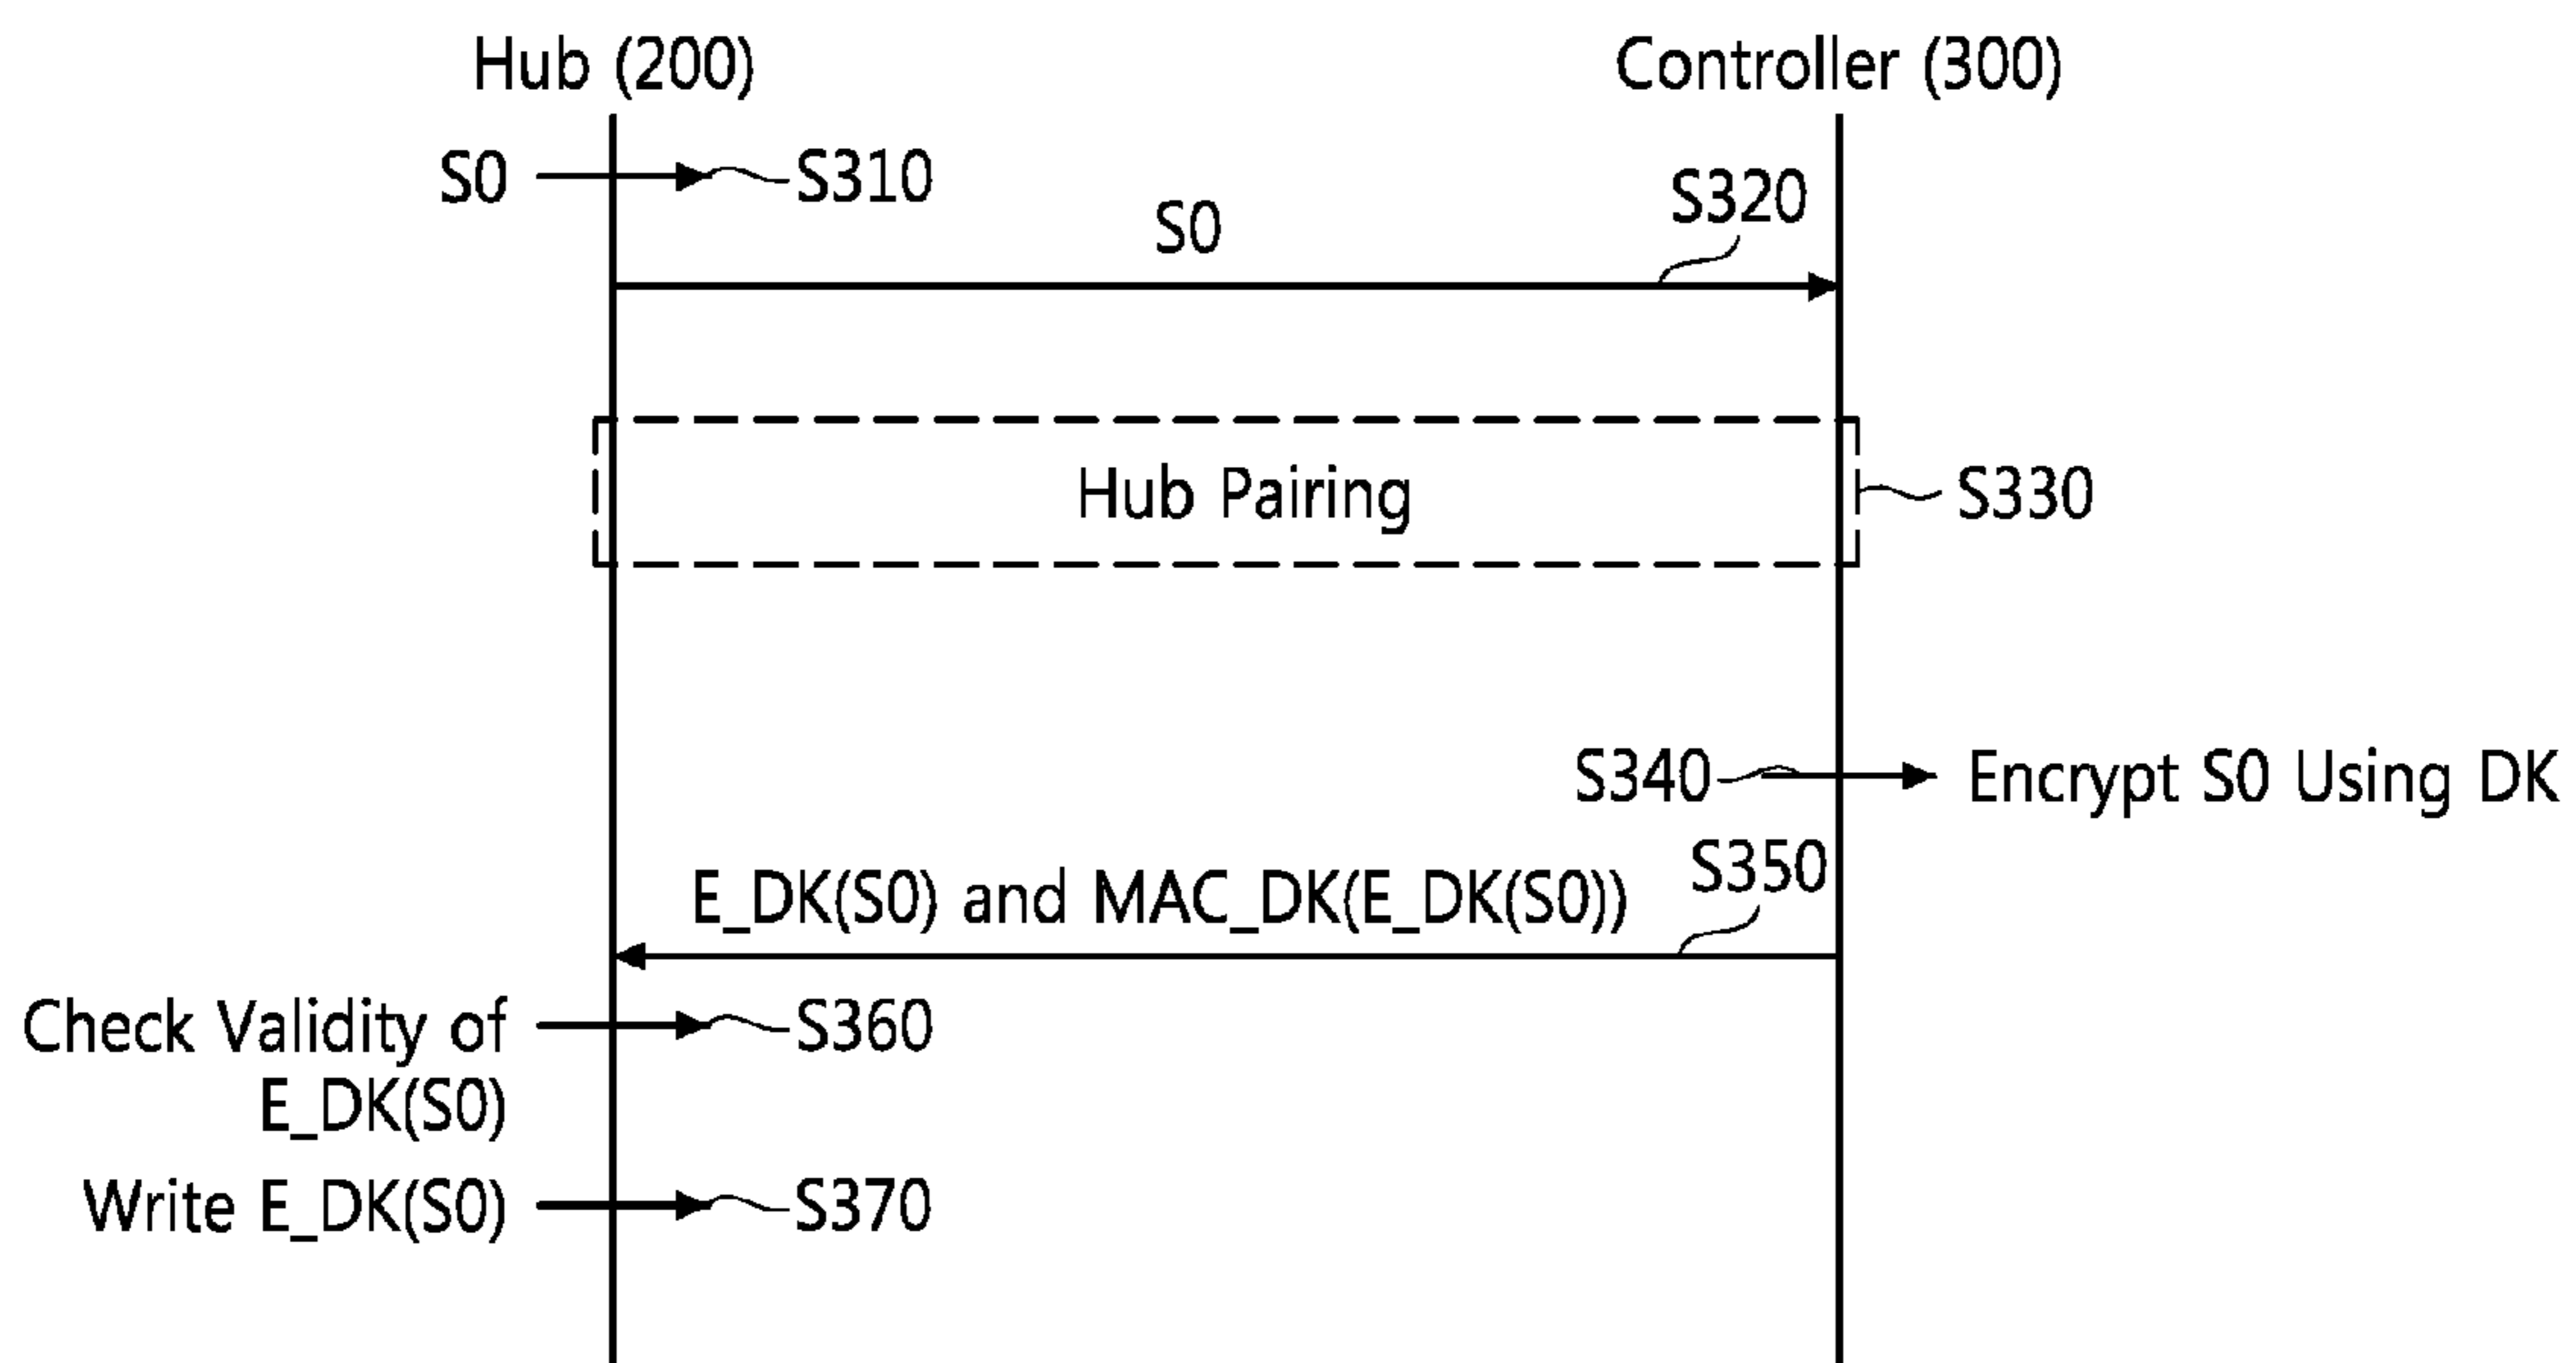 Hub (200)
Controller (300)
S0
S310
S320
S0
Hub Pairing
S330
S340
Encrypt S0 Using DK
S350
E_DK(S0) and MAC_DK(E_DK(S0))
Check Validity of
E_DK(S0)
S360
Write E_DK(S0)
S370